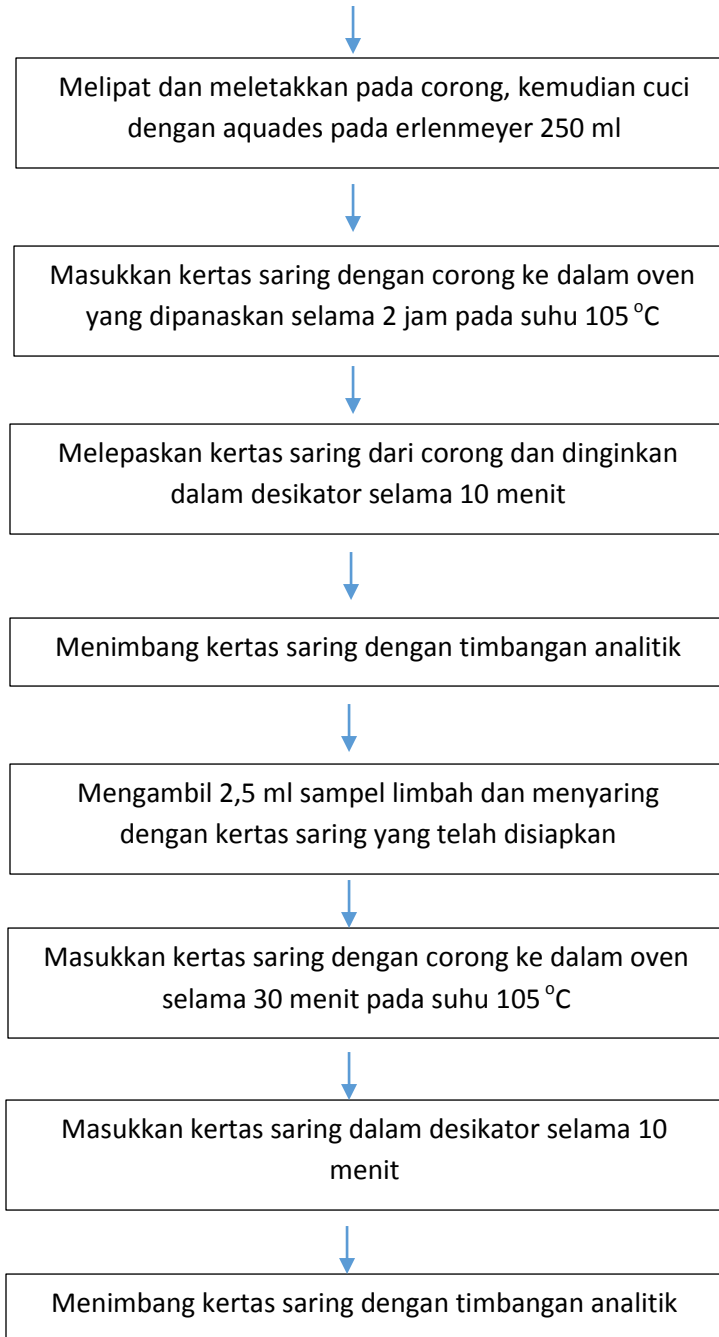 Melipat dan meletakkan pada corong, kemudian cuci
dengan aquades pada erlenmeyer 250 ml
Masukkan kertas saring dengan corong ke dalam oven
yang dipanaskan selama 2 jam pada suhu 105 °C
Melepaskan kertas saring dari corong dan dinginkan
dalam desikator selama 10 menit
Menimbang kertas saring dengan timbangan analitik
Mengambil 2,5 ml sampel limbah dan menyaring
dengan kertas saring yang telah disiapkan
Masukkan kertas saring dengan corong ke dalam oven
selama 30 menit pada suhu 105 °C
Masukkan kertas saring dalam desikator selama 10
menit
Menimbang kertas saring dengan timbangan analitik